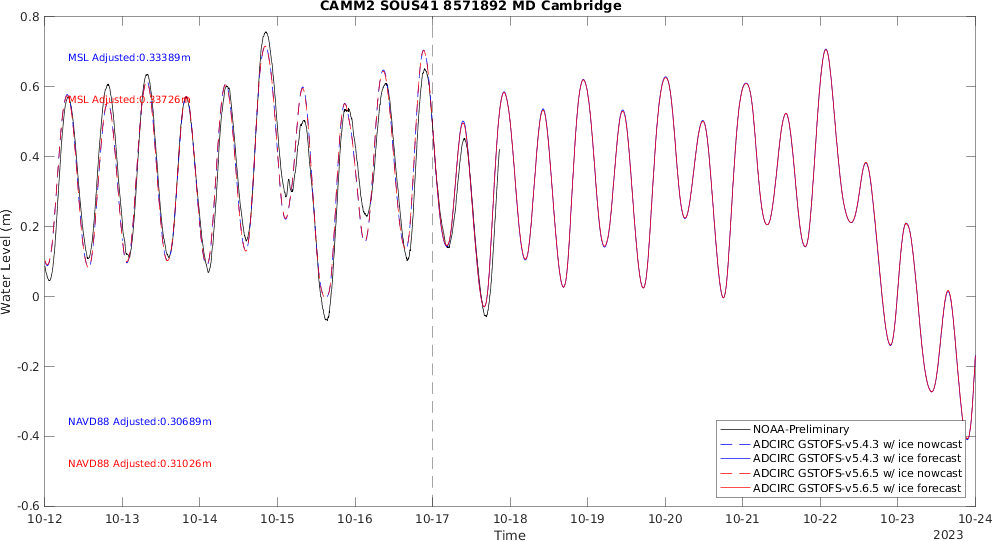 CAMM2 SOUS41 8571892 MD Cambridge
0.8
MSL Adjusted:0.33389m
0.6
MSL Adjusted:0.33726m
0.4
0.2
Water Level (m)
0
-0.2
NAVD88 Adjusted:0.30689m
-0.4
NAVD88 Adjusted:0.31026m
-0.6
NOAA-Preliminary
ADCIRC GSTOFS-v5.4.3 w/ ice nowcast
ADCIRC GSTOFS-v5.4.3 w/ ice forecast
ADCIRC GSTOFS-v5.6.5 w/ ice nowcast
ADCIRC GSTOFS-v5.6.5 w/ ice forecast
10-12 10-13 10-14 10-15 10-16 10-17 10-18 10-19 10-20 10-21 10-22 10-23 10-24
Time
2023